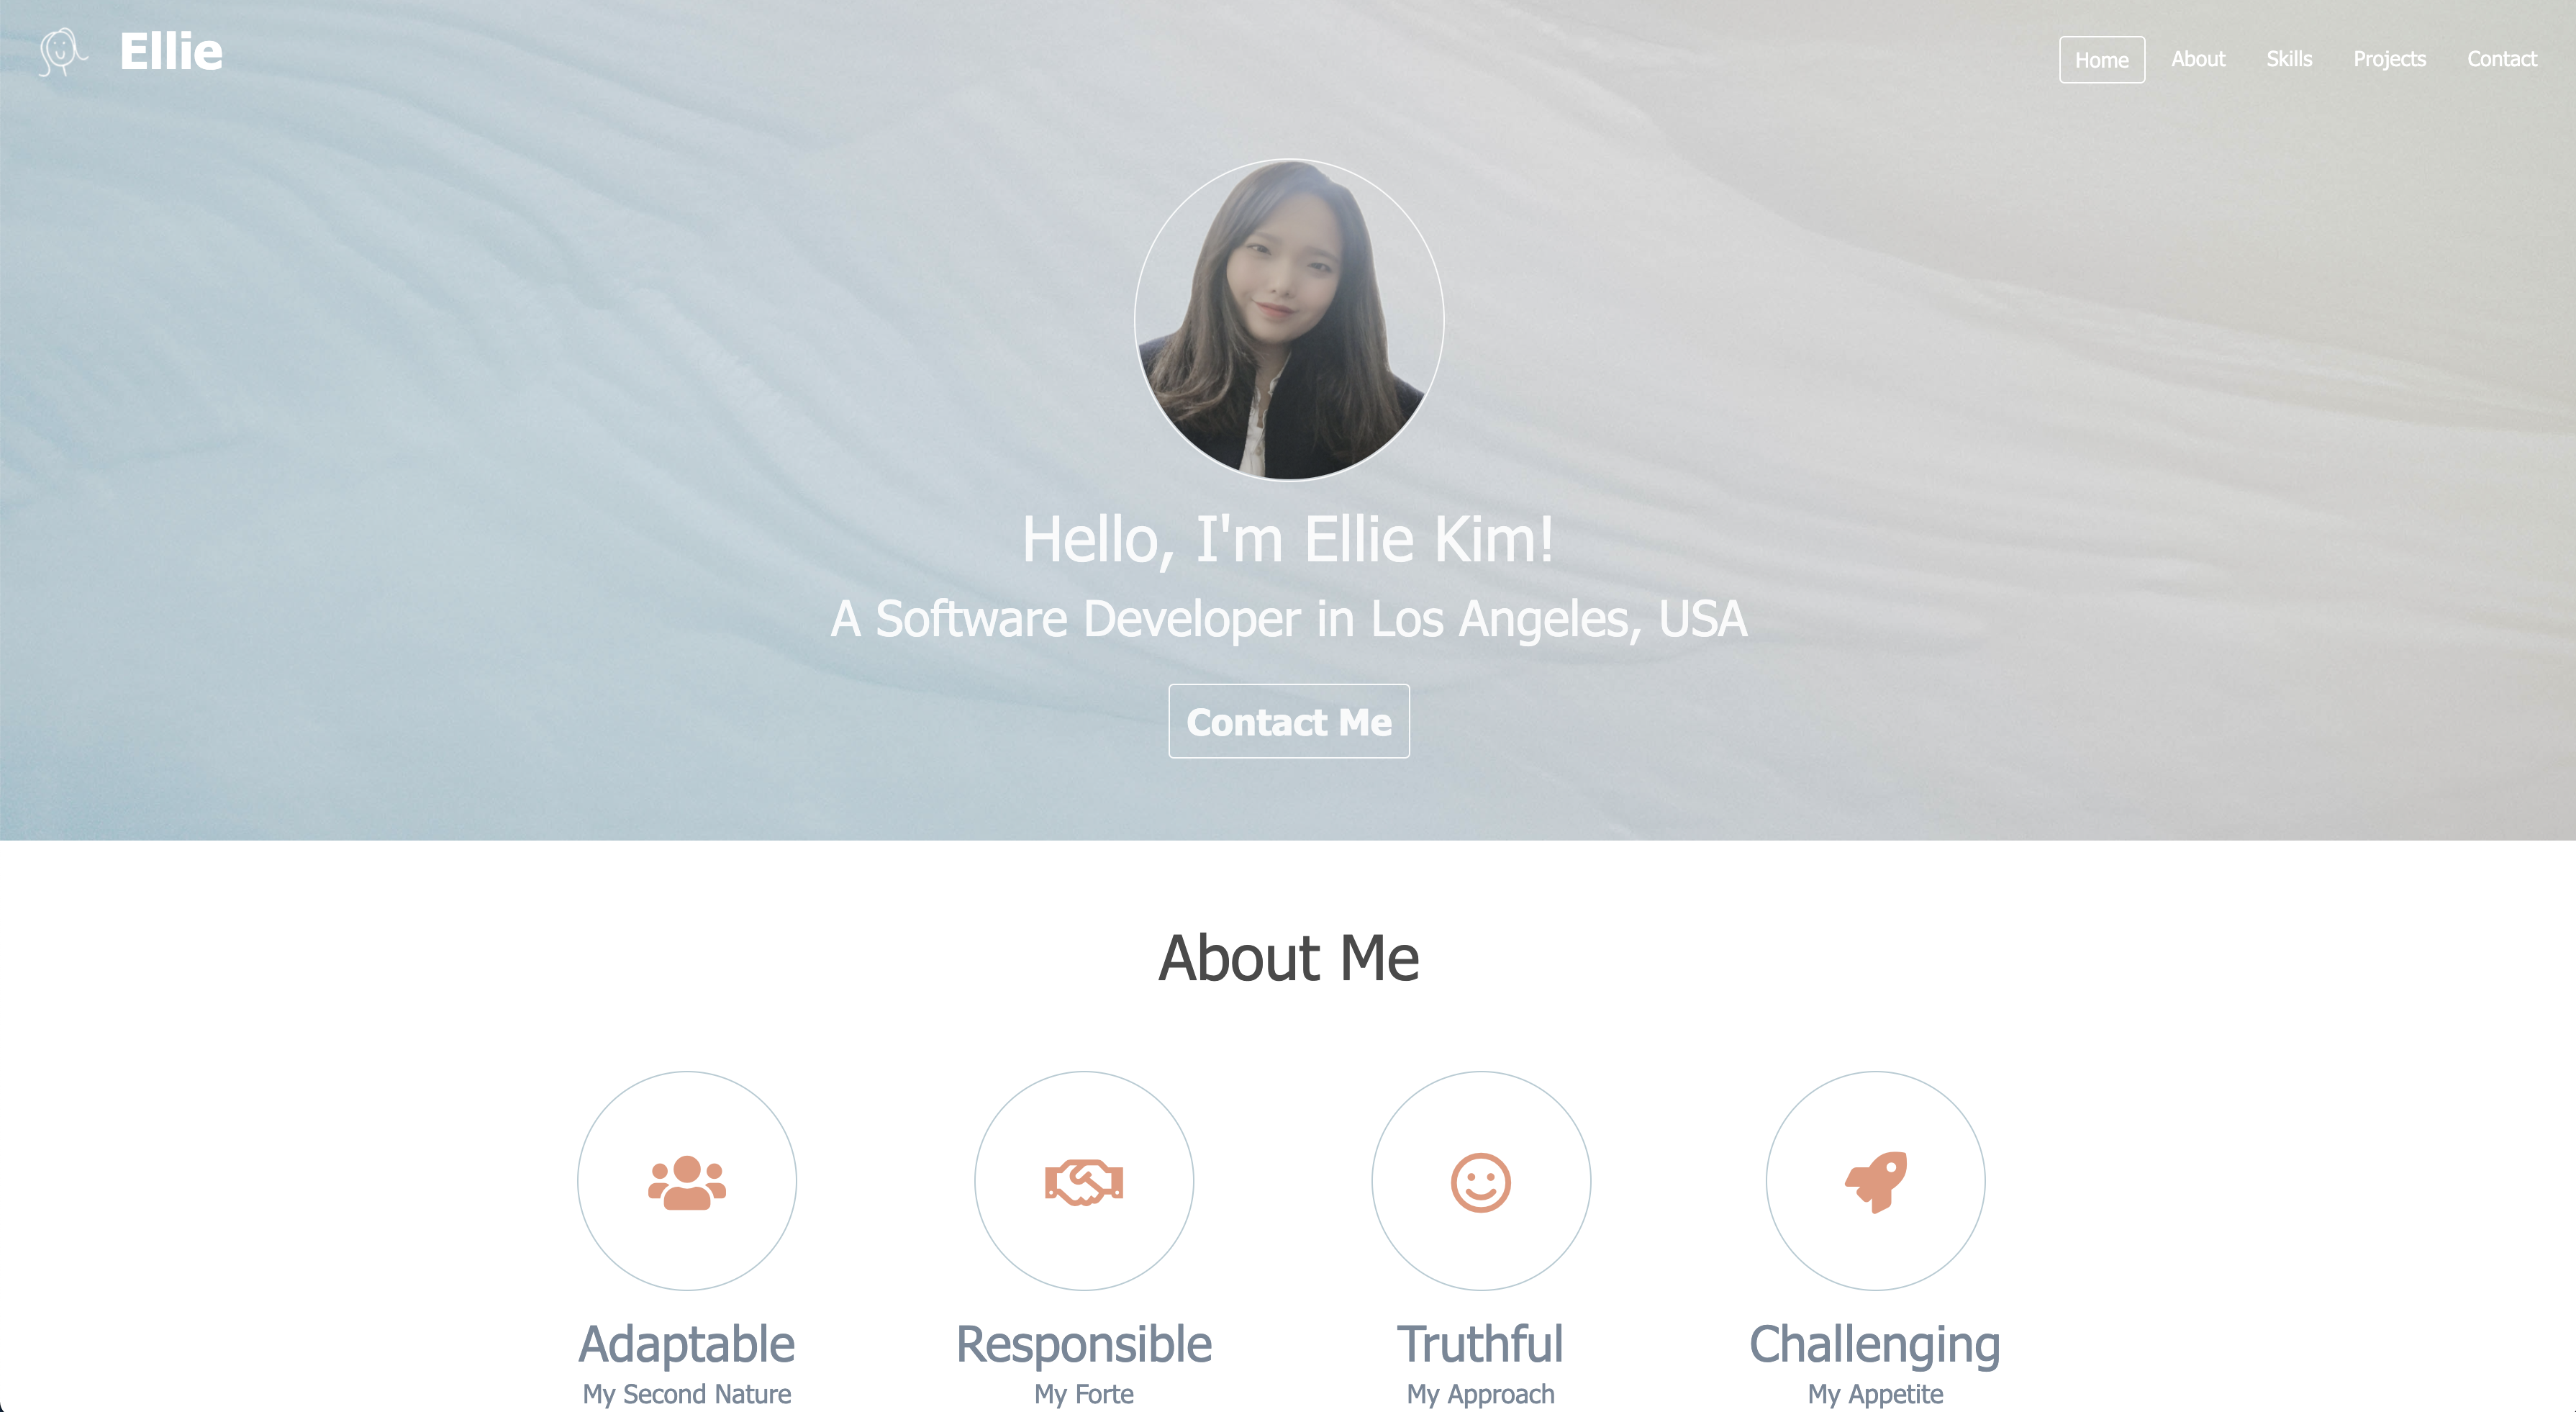 Ellie
Home About Skills Projects Contact
Hello, I'm Ellie Kim!
A Software Developer in Los Angeles, USA
Contact Me
About Me
Adaptable Responsible Truthful Challenging
My Second Nature My Forte My Approach My Appetite